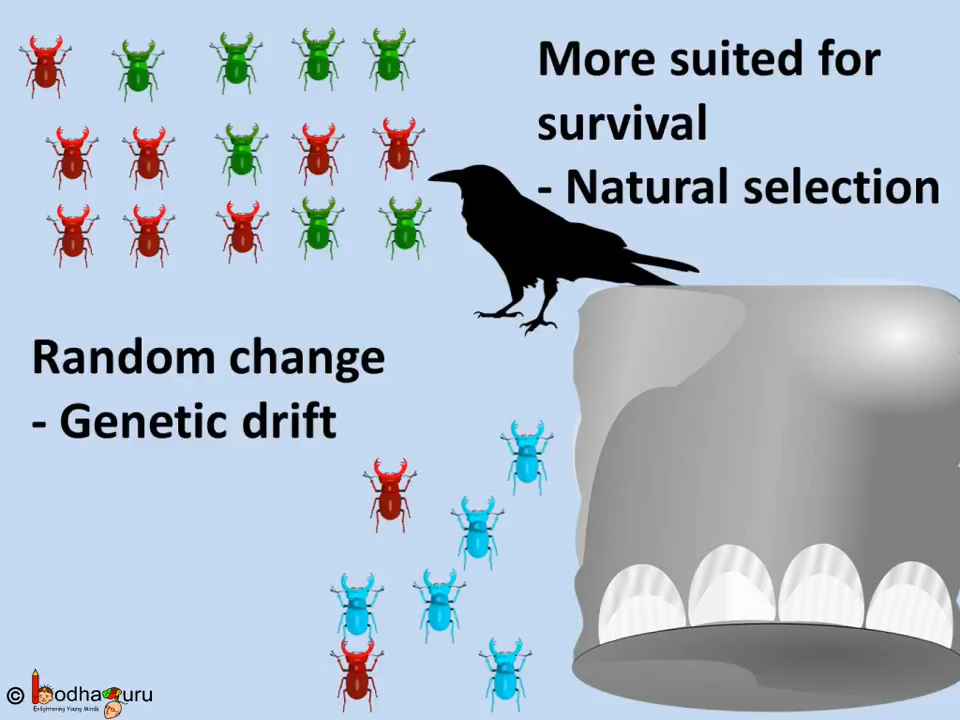 More suited for
survival
- Natural selection
Random change
- Genetic drift
© BodhaGuru
Enlightening Young Minds